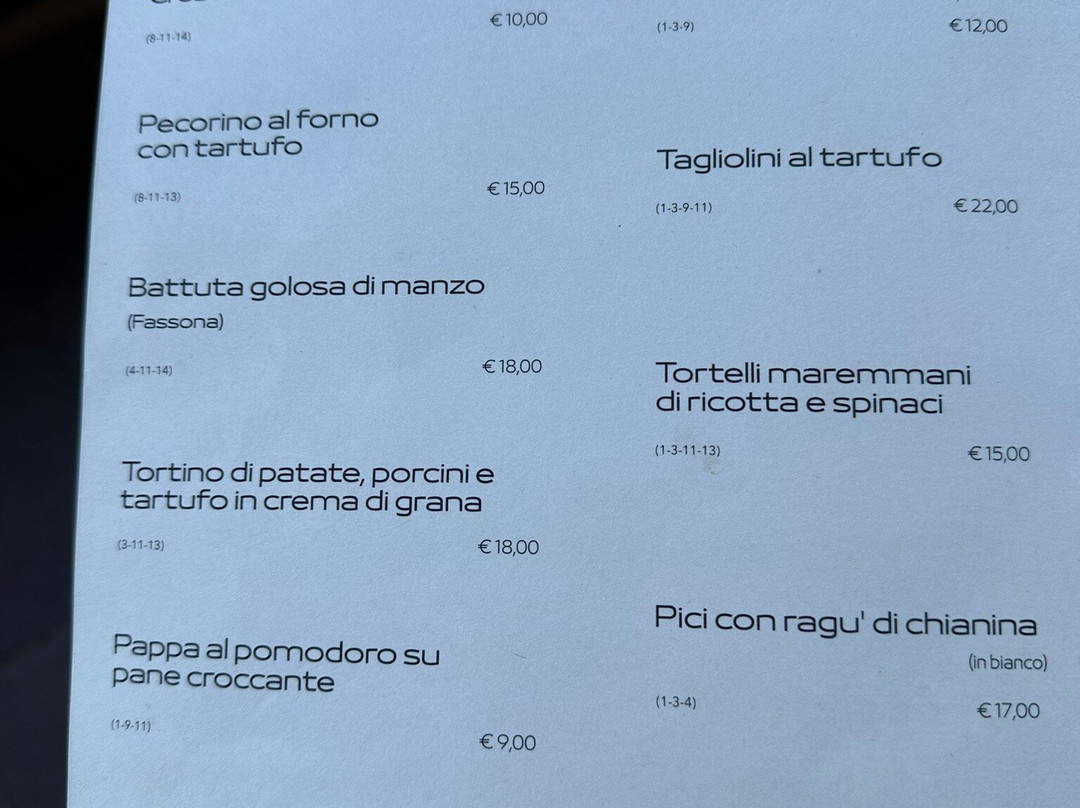 € 10,00
(8-11-14)
Pecorino al forno
con tartufo
(8-11-13)
€ 15,00
Battuta golosa di manzo
(Fassona)
(4-11-14)
€ 18,00
Tortino di patate, porcini e
tartufo in crema di grana
(3-11-13)
€ 18,00
Pappa al pomodoro su
pane croccante
(1-9-11)
€ 9,00
(1-3-9)
€ 12,00
Tagliolini al tartufo
(1-3-9-11)
€ 22,00
Tortelli maremmani
di ricotta e spinaci
(1-3-11-13)
€ 15,00
Pici con ragu' di chianina
(in bianco)
(1-3-4)
€ 17,00